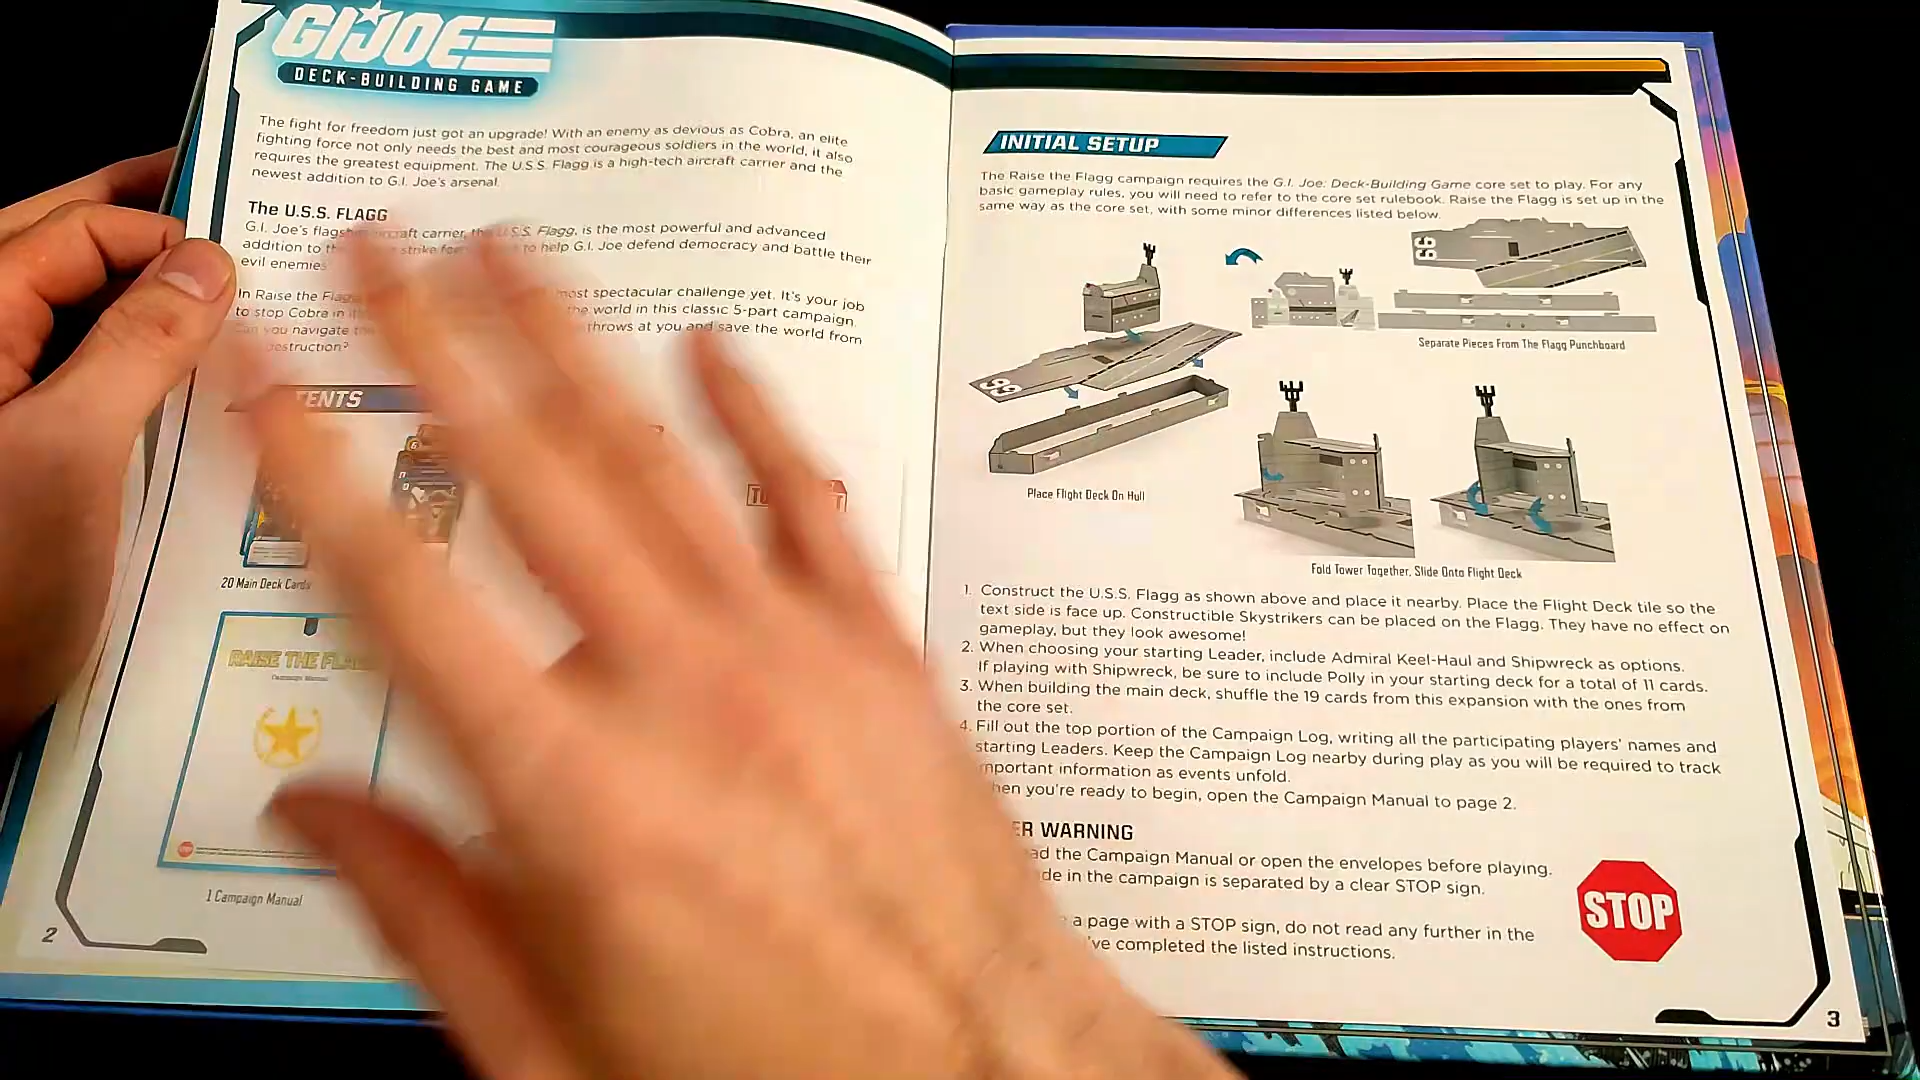 GIJOE
DECK-BUILDING GAME
The fight for freedom just got an upgrade! With an enemy as devious as Cobra, an elite
fighting force not only needs the best and most courageous soldiers in the world, it also
requires the greatest equipment. The U.S.S. Flagg is a high-tech aircraft carrier and the
newest addition to G.I. Joe's arsenal.
The U.S.S. FLAGG
G.I. Joe's flagship aircraft carrier, the U.S.S. Flagg, is the most powerful and advanced
addition to the strike to help G.I. Joe defend democracy and battle their
evil enemies
In Raise the Flagg most spectacular challenge yet. It's your job
to stop Cobra in the world in this classic 5-part campaign.
Can you navigate throws at you and save the world from
destruction?
20 Main Deck Cards
RAISE THE
Campaign Manual
1 Campaign Manual
2
INITIAL SETUP
The Raise the Flagg campaign requires the G.I. Joe: Deck-Building Game core set to play. For any
basic gameplay rules, you will need to refer to the core set rulebook. Raise the Flagg is set up in the
same way as the core set, with some minor differences listed below.
99
99
Separate Pieces From The Flagg Punchboard
Place Flight Deck On Hull
Fold Tower Together, Slide Onto Flight Deck
1. Construct the U.S.S. Flagg as shown above and place it nearby. Place the Flight Deck tile so the
text side is face up. Constructible Skystrikers can be placed on the Flagg. They have no effect on
gameplay, but they look awesome!
2. When choosing your starting Leader, include Admiral Keel-Haul and Shipwreck as options.
If playing with Shipwreck, be sure to include Polly in your starting deck for a total of 11 cards.
3. When building the main deck, shuffle the 19 cards from this expansion with the ones from
the core set.
4. Fill out the top portion of the Campaign Log, writing all the participating players' names and
starting Leaders. Keep the Campaign Log nearby during play as you will be required to track
important information as events unfold.
When you're ready to begin, open the Campaign Manual to page 2.
WARNING
the Campaign Manual or open the envelopes before playing.
in the campaign is separated by a clear STOP sign.
a page with a STOP sign, do not read any further in the
completed the listed instructions.
STOP
3